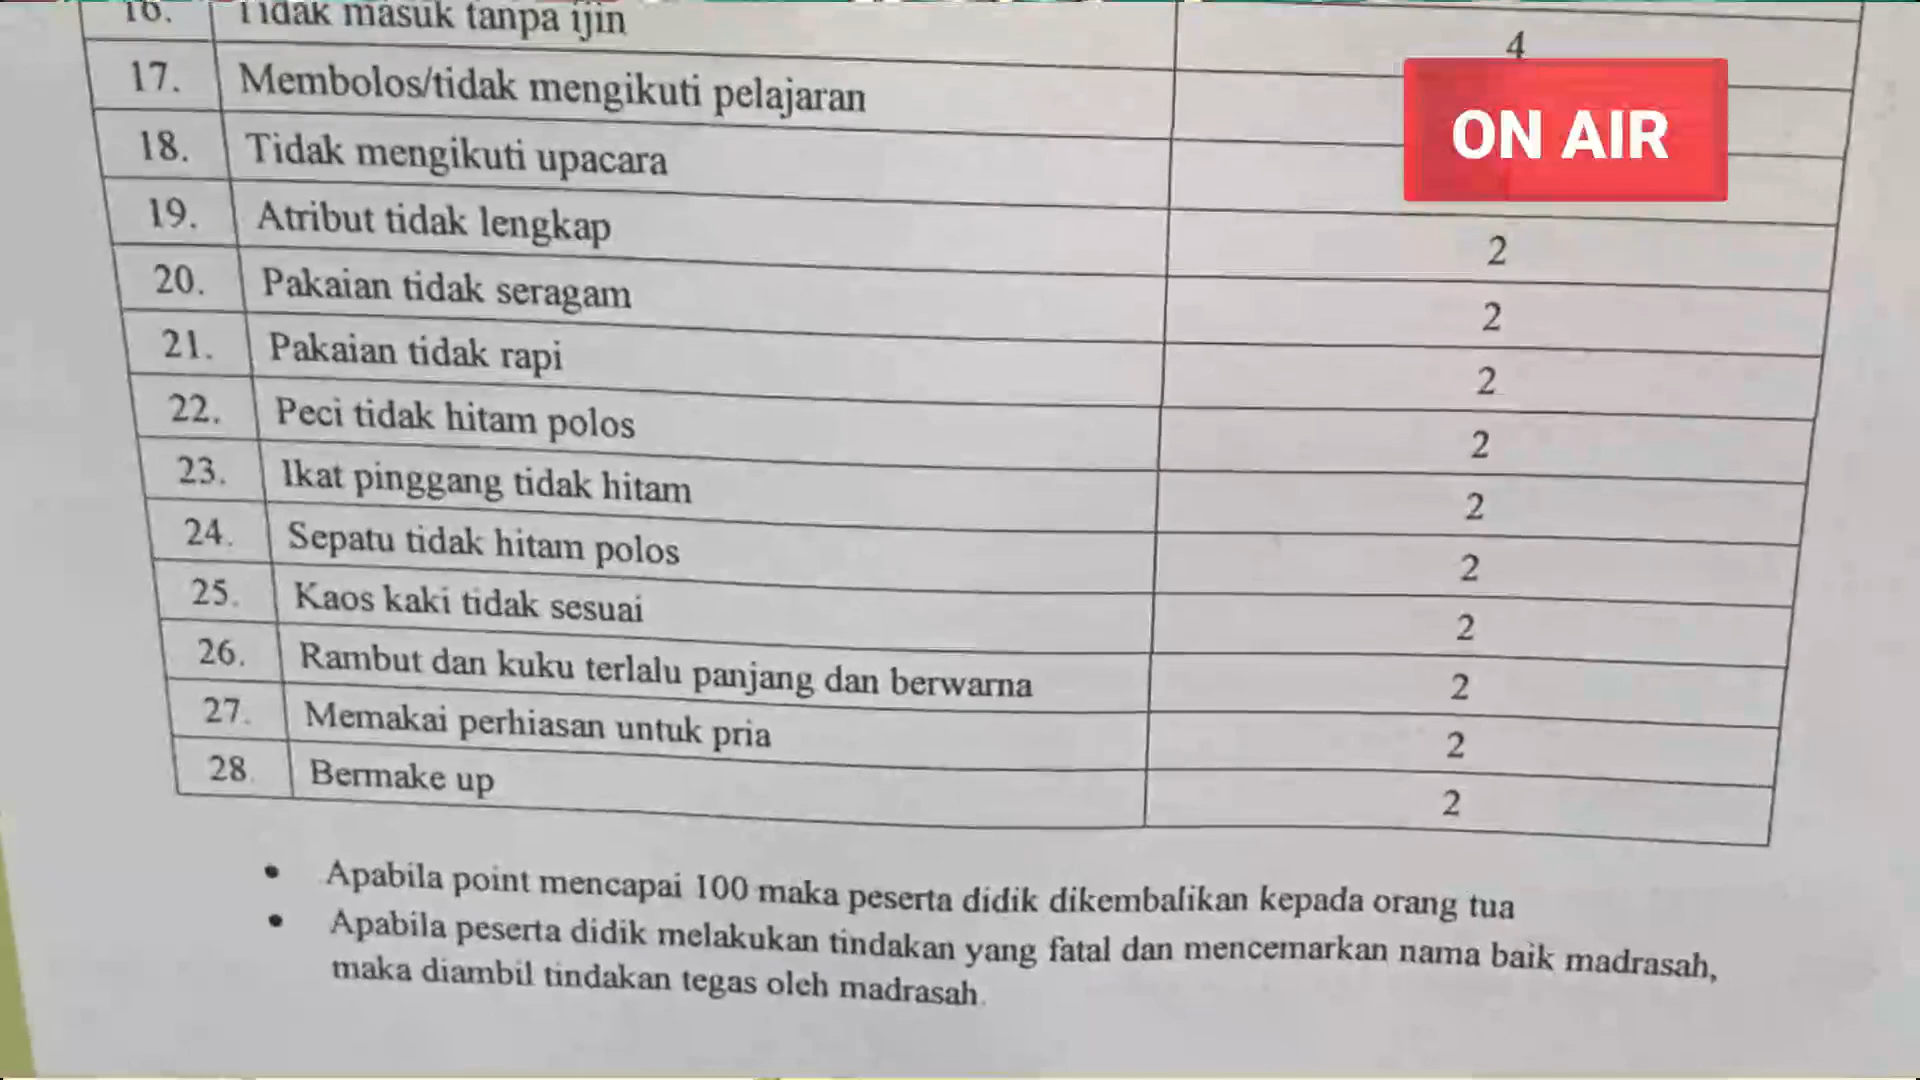 16. Tidak masuk tanpa ijin 4
17. Membolos/tidak mengikuti pelajaran
18. Tidak mengikuti upacara
ON AIR
19. Atribut tidak lengkap 2
20. Pakaian tidak seragam 2
21. Pakaian tidak rapi 2
22. Peci tidak hitam polos 2
23. Ikat pinggang tidak hitam 2
24. Sepatu tidak hitam polos 2
25. Kaos kaki tidak sesuai 2
26. Rambut dan kuku terlalu panjang dan berwarna 2
27. Memakai perhiasan untuk pria 2
28. Bermake up 2
• Apabila point mencapai 100 maka peserta didik dikembalikan kepada orang tua
• Apabila peserta didik melakukan tindakan yang fatal dan mencemarkan nama baik madrasah,
maka diambil tindakan tegas oleh madrasah.